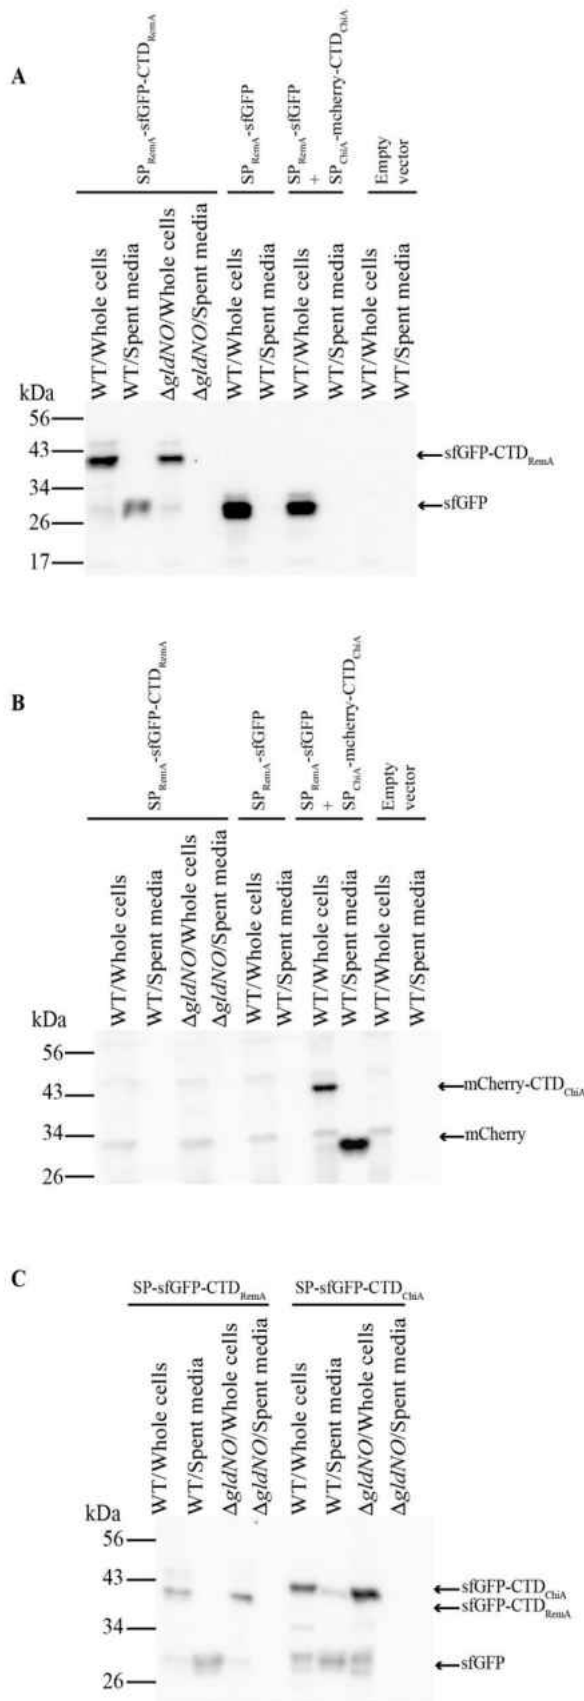 A
SP_RemA-sfGFP-CTD_RemA
SP_RemA-sfGFP
SP_RemA-sfGFP
+
SP_ChiA-mcherry-CTD_ChiA
Empty
vector
WT/Whole cells
WT/Spent media
ΔgldNO/Whole cells
ΔgldNO/Spent media
WT/Whole cells
WT/Spent media
WT/Whole cells
WT/Spent media
WT/Whole cells
WT/Spent media
kDa
56
43
34
26
17
sfGFP-CTD_RemA
sfGFP
B
SP_RemA-sfGFP-CTD_RemA
SP_RemA-sfGFP
SP_RemA-sfGFP
+
SP_ChiA-mcherry-CTD_ChiA
Empty
vector
WT/Whole cells
WT/Spent media
ΔgldNO/Whole cells
ΔgldNO/Spent media
WT/Whole cells
WT/Spent media
WT/Whole cells
WT/Spent media
WT/Whole cells
WT/Spent media
kDa
56
43
34
26
mCherry-CTD_ChiA
mCherry
C
SP-sfGFP-CTD_RemA
SP-sfGFP-CTD_ChiA
WT/Whole cells
WT/Spent media
ΔgldNO/Whole cells
ΔgldNO/Spent media
WT/Whole cells
WT/Spent media
ΔgldNO/Whole cells
ΔgldNO/Spent media
kDa
56
43
34
26
sfGFP-CTD_ChiA
sfGFP-CTD_RemA
sfGFP